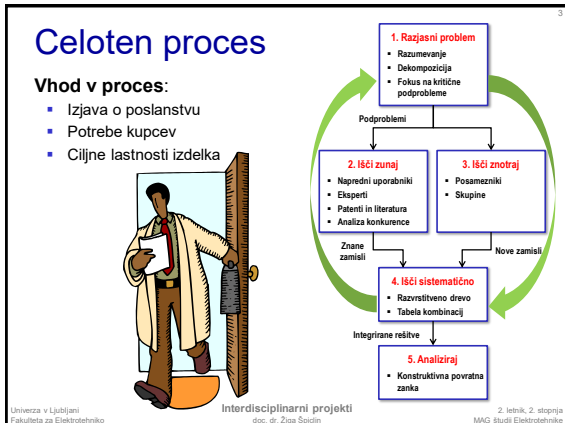 3
Celoten proces
Vhod v proces:
▪ Izjava o poslanstvu
▪ Potrebe kupcev
▪ Ciljne lastnosti izdelka
1. Razjasni problem
▪ Razumevanje
▪ Dekompozicija
▪ Fokus na kritične
podprobleme
Podproblemi
2. Išči zunaj
▪ Napredni uporabniki
▪ Eksperti
▪ Patenti in literatura
▪ Analiza konkurence
3. Išči znotraj
▪ Posamezniki
▪ Skupine
Znane
zamisli
Nove zamisli
4. Išči sistematično
▪ Razvrstitveno drevo
▪ Tabela kombinacij
Integrirane rešitve
5. Analiziraj
▪ Konstruktivna povratna
zanka
Univerza v Ljubljani
Fakulteta za Elektrotehniko
Interdisciplinarni projekti
doc. dr. Žiga Špiclin
2. letnik, 2. stopnja
MAG študij Elektrotehnike